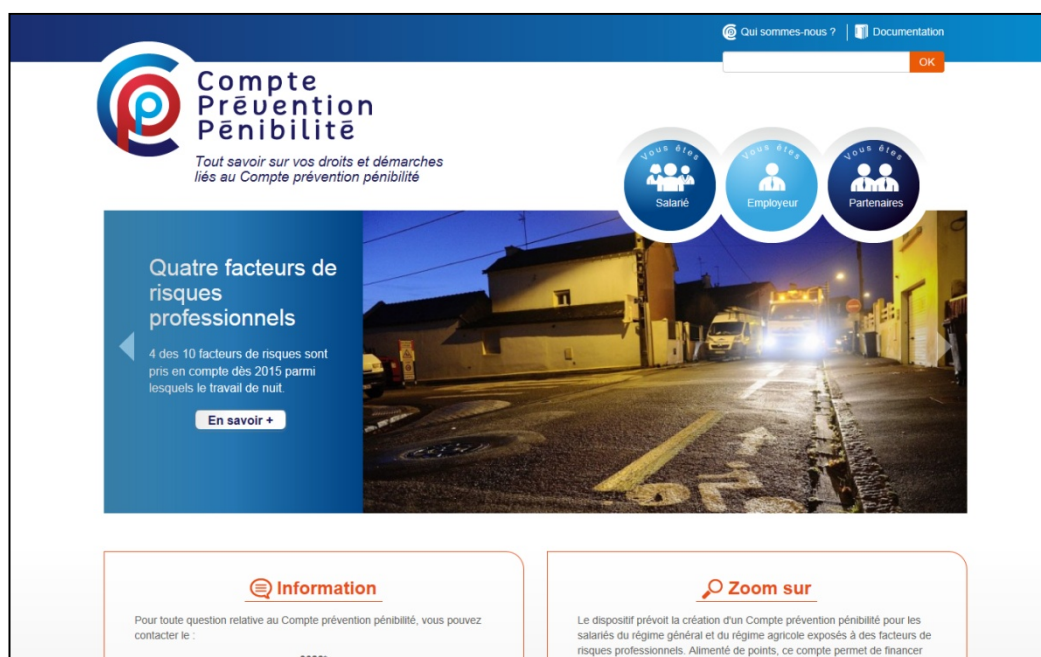 Qui sommes-nous ?
Documentation
OK
Compte
Prévention
Pénibilité
Tout savoir sur vos droits et démarches
liés au Compte prévention pénibilité
Vous êtes
Salarié
Vous êtes
Employeur
Vous êtes
Partenaires
Quatre facteurs de
risques
professionnels
4 des 10 facteurs de risques sont
pris en compte dès 2015 parmi
lesquels le travail de nuit.
En savoir +
Information
Pour toute question relative au Compte prévention pénibilité, vous pouvez
contacter le :
Zoom sur
Le dispositif prévoit la création d'un Compte prévention pénibilité pour les
salariés du régime général et du régime agricole exposés à des facteurs de
risques professionnels. Alimenté de points, ce compte permet de financer